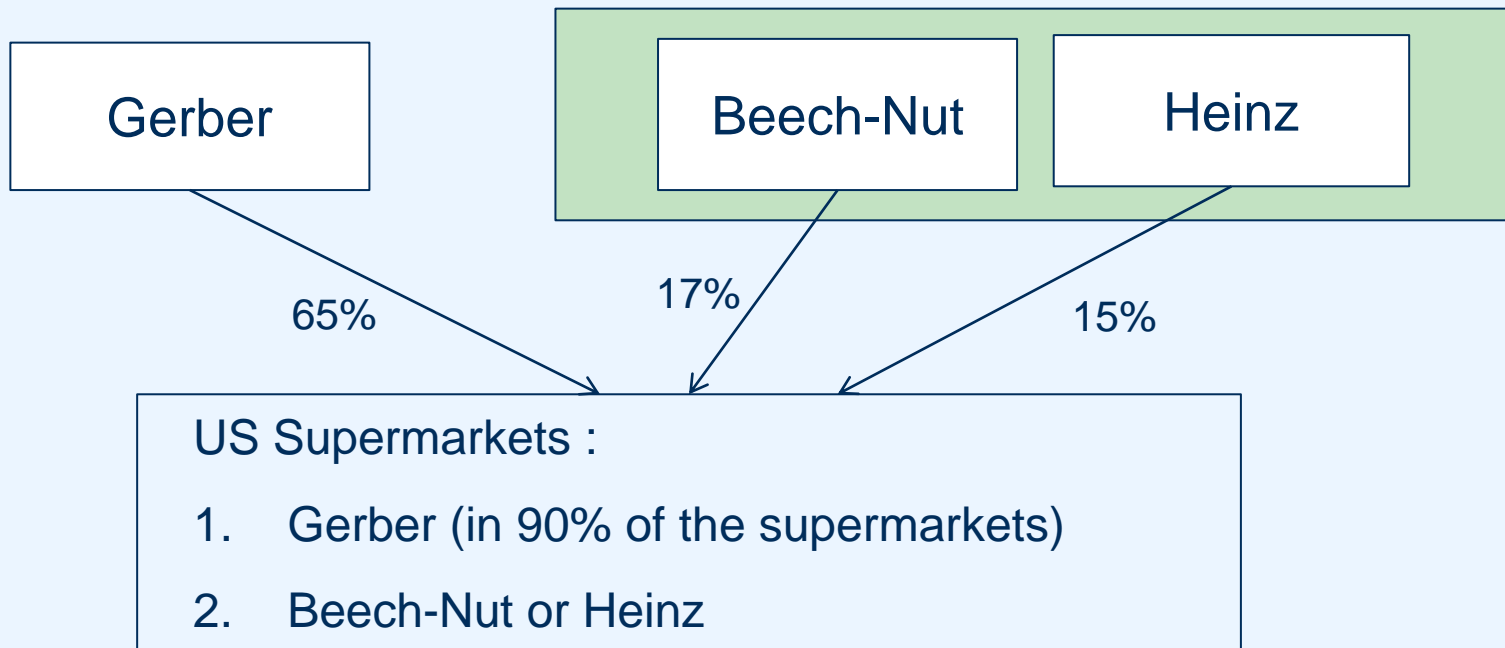 Gerber
Beech-Nut
Heinz
65%
17%
15%
US Supermarkets :
1. Gerber (in 90% of the supermarkets)
2. Beech-Nut or Heinz